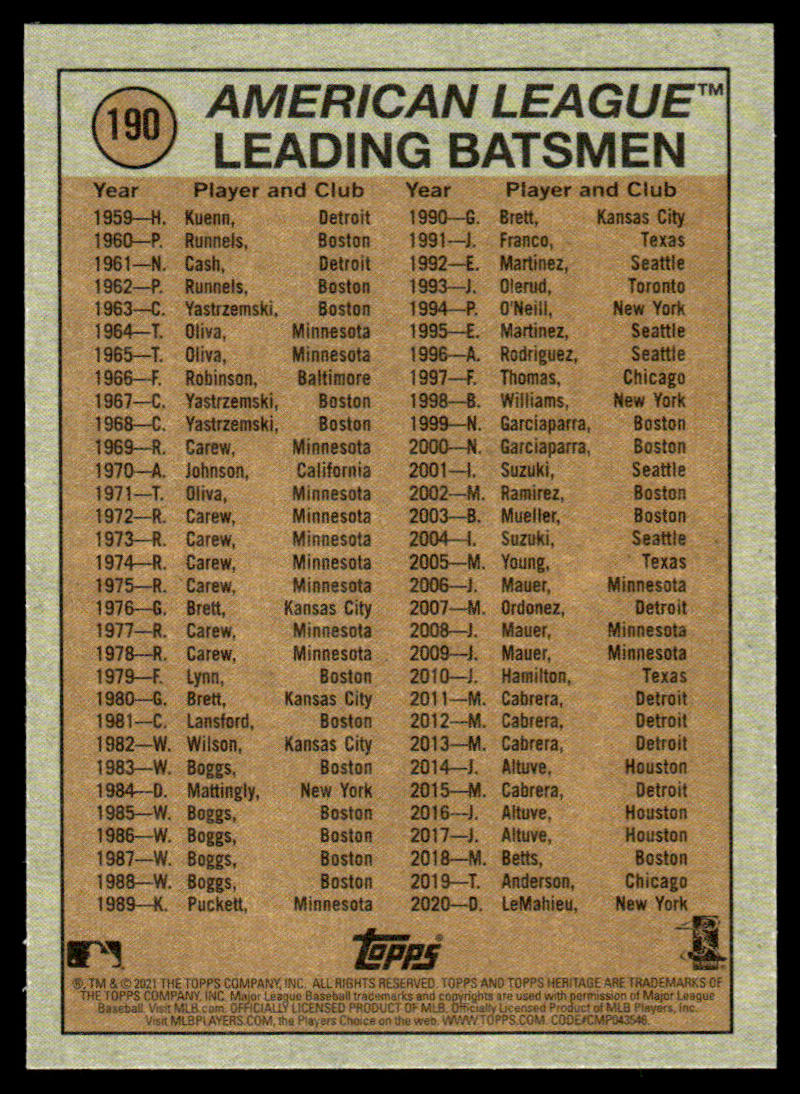 190
AMERICAN LEAGUE™
LEADING BATSMEN
Year Player and Club Year Player and Club
1959—H. Kuenn, Detroit 1990—G. Brett, Kansas City
1960—P. Runnels, Boston 1991—J. Franco, Texas
1961—N. Cash, Detroit 1992—E. Martinez, Seattle
1962—P. Runnels, Boston 1993—J. Olerud, Toronto
1963—C. Yastrzemski, Boston 1994—P. O'Neill, New York
1964—T. Oliva, Minnesota 1995—E. Martinez, Seattle
1965—T. Oliva, Minnesota 1996—A. Rodriguez, Seattle
1966—F. Robinson, Baltimore 1997—F. Thomas, Chicago
1967—C. Yastrzemski, Boston 1998—B. Williams, New York
1968—C. Yastrzemski, Boston 1999—N. Garciaparra, Boston
1969—R. Carew, Minnesota 2000—N. Garciaparra, Boston
1970—A. Johnson, California 2001—I. Suzuki, Seattle
1971—T. Oliva, Minnesota 2002—M. Ramirez, Boston
1972—R. Carew, Minnesota 2003—B. Mueller, Boston
1973—R. Carew, Minnesota 2004—I. Suzuki, Seattle
1974—R. Carew, Minnesota 2005—M. Young, Texas
1975—R. Carew, Minnesota 2006—J. Mauer, Minnesota
1976—G. Brett, Kansas City 2007—M. Ordonez, Detroit
1977—R. Carew, Minnesota 2008—J. Mauer, Minnesota
1978—R. Carew, Minnesota 2009—J. Mauer, Minnesota
1979—F. Lynn, Boston 2010—J. Hamilton, Texas
1980—G. Brett, Kansas City 2011—M. Cabrera, Detroit
1981—C. Lansford, Boston 2012—M. Cabrera, Detroit
1982—W. Wilson, Kansas City 2013—M. Cabrera, Detroit
1983—W. Boggs, Boston 2014—J. Altuve, Houston
1984—D. Mattingly, New York 2015—M. Cabrera, Detroit
1985—W. Boggs, Boston 2016—J. Altuve, Houston
1986—W. Boggs, Boston 2017—J. Altuve, Houston
1987—W. Boggs, Boston 2018—M. Betts, Boston
1988—W. Boggs, Boston 2019—T. Anderson, Chicago
1989—K. Puckett, Minnesota 2020—D. LeMahieu, New York
Topps®
®, TM & © 2021 THE TOPPS COMPANY, INC. ALL RIGHTS RESERVED. TOPPS AND TOPPS HERITAGE ARE TRADEMARKS OF
THE TOPPS COMPANY, INC. Major League Baseball trademarks and copyrights are used with permission of Major League
Baseball. Visit MLB.com. OFFICIALLY LICENSED PRODUCT OF MLB. Officially Licensed Product of MLB Players, Inc.
Visit MLBPLAYERS.COM, the Players Choice on the web. WWW.TOPPS.COM. CODE#CMP043546.